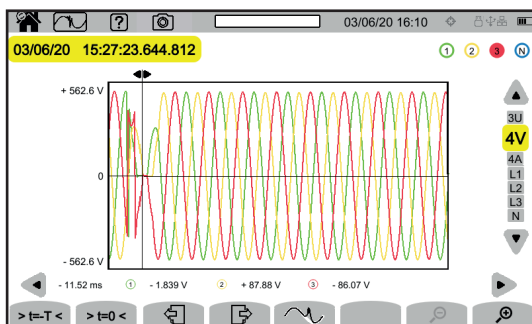 ? 03/06/20 16:10
03/06/20 15:27:23.644.812 1 2 3 N
+ 562.6 V
3U
4V
4A
L1
L2
L3
N
0
- 562.6 V
- 11.52 ms 1 - 1.839 V 2 + 87.88 V 3 - 86.07 V
> t=-T < > t=0 <